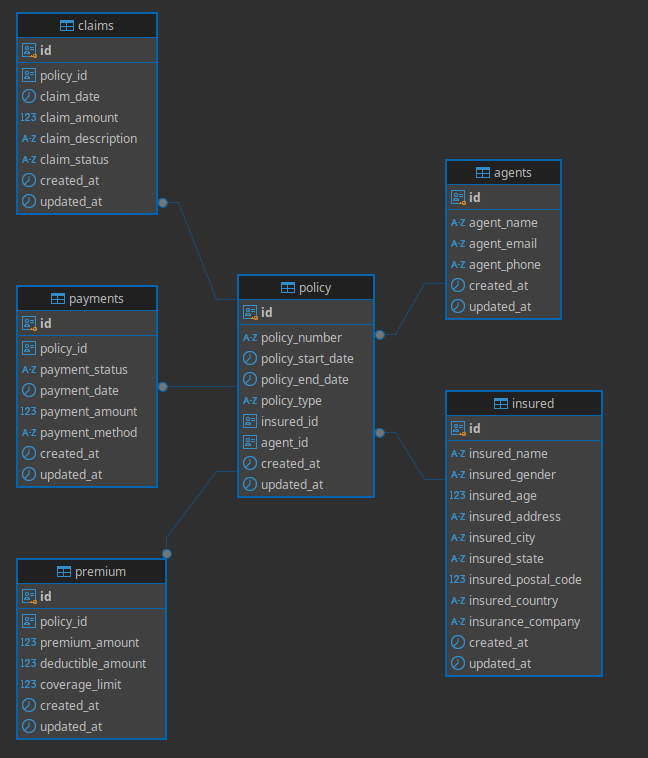 claims
id
policy_id
claim_date
123 claim_amount
A-Z claim_description
A-Z claim_status
created_at
updated_at
payments
id
policy_id
A-Z payment_status
payment_date
123 payment_amount
A-Z payment_method
created_at
updated_at
premium
id
policy_id
123 premium_amount
123 deductible_amount
123 coverage_limit
created_at
updated_at
policy
id
A-Z policy_number
policy_start_date
policy_end_date
A-Z policy_type
insured_id
agent_id
created_at
updated_at
agents
id
A-Z agent_name
A-Z agent_email
A-Z agent_phone
created_at
updated_at
insured
id
A-Z insured_name
A-Z insured_gender
123 insured_age
A-Z insured_address
A-Z insured_city
A-Z insured_state
123 insured_postal_code
A-Z insured_country
A-Z insurance_company
created_at
updated_at